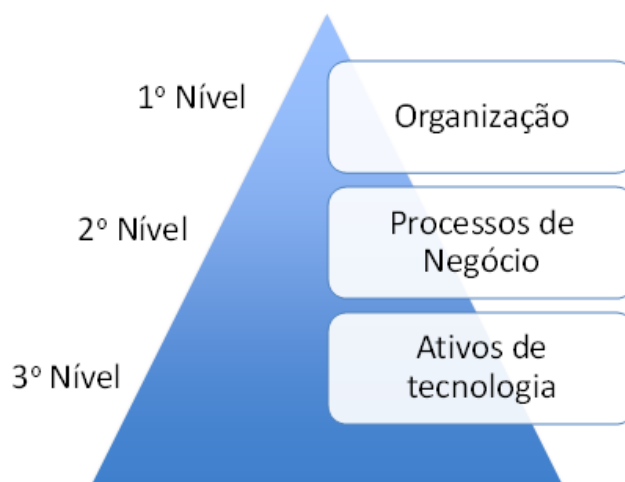 1º Nível
Organização
2º Nível
Processos de
Negócio
3º Nível
Ativos de
tecnologia